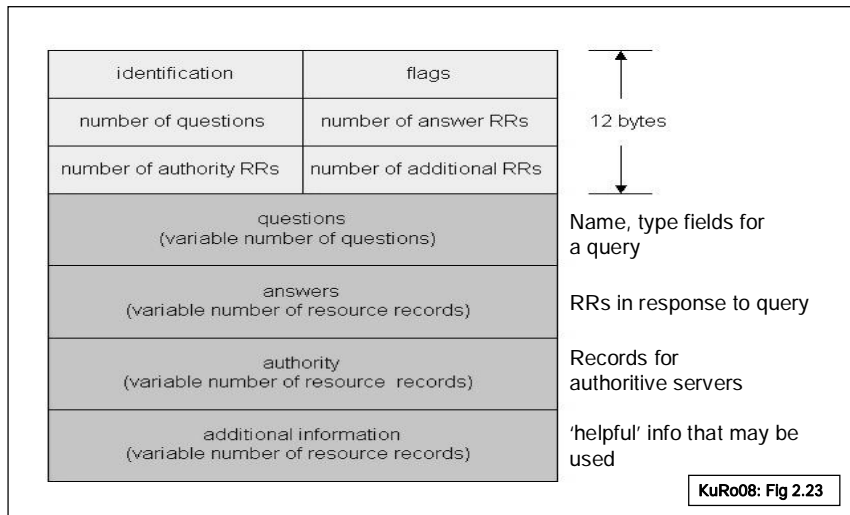 identification
flags
number of questions
number of answer RRs
12 bytes
number of authority RRs
number of additional RRs
questions
(variable number of questions)
Name, type fields for
a query
answers
(variable number of resource records)
RRs in response to query
authority
(variable number of resource records)
Records for
authoritive servers
additional information
(variable number of resource records)
‘helpful’ info that may be
used
KuRo08: Fig 2.23